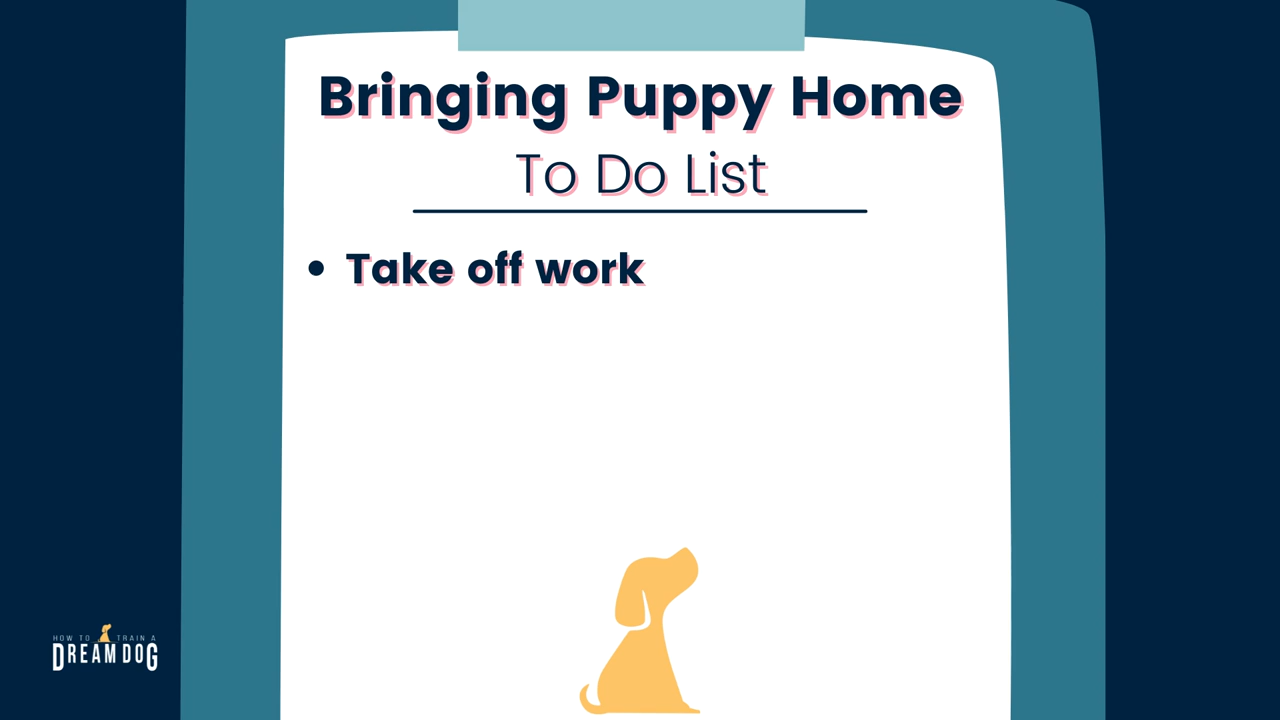 Bringing Puppy Home
To Do List
• Take off work
HOW TO TRAIN A
DREAM DOG